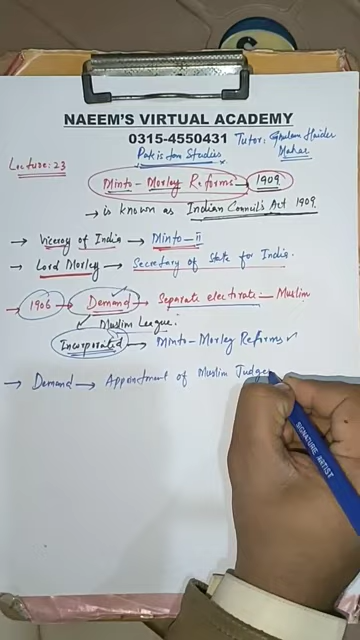 NAEEM'S VIRTUAL ACADEMY
0315-4550431 Tutor: Ghulam Haider Mahar
Pakistan Studies
Lecture: 23
Minto-Morley Reforms 1909
→ is known as Indian Council's Act 1909
→ Viceroy of India → Minto-II
→ Lord Morley → Secretary of State for India.
→ 1906 → Demand → Separate electorate - Muslim
Muslim League.
Incorporated → Minto-Morley Reforms ✓
→ Demand → Appointment of Muslim Judges
SIGNATURE ARTIST